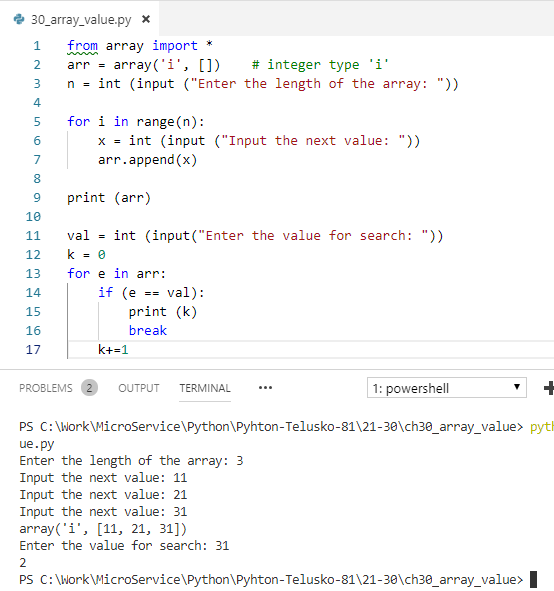 30_array_value.py ×
1 from array import *
2 arr = array('i', []) # integer type 'i'
3 n = int (input ("Enter the length of the array: "))
4
5 for i in range(n):
6 x = int (input ("Input the next value: "))
7 arr.append(x)
8
9 print (arr)
10
11 val = int (input("Enter the value for search: "))
12 k = 0
13 for e in arr:
14 if (e == val):
15 print (k)
16 break
17 k+=1
PROBLEMS 2 OUTPUT TERMINAL ••• 1: powershell
PS C:\Work\MicroService\Python\Pyhton-Telusko-81\21-30\ch30_array_value> pyth
ue.py
Enter the length of the array: 3
Input the next value: 11
Input the next value: 21
Input the next value: 31
array('i', [11, 21, 31])
Enter the value for search: 31
2
PS C:\Work\MicroService\Python\Pyhton-Telusko-81\21-30\ch30_array_value>